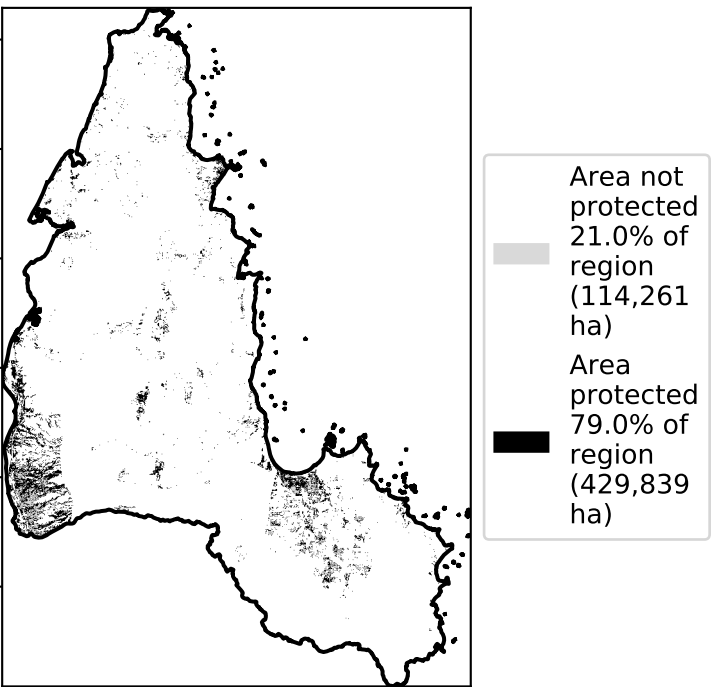 Area not
protected
21.0% of
region
(114,261
ha)
Area
protected
79.0% of
region
(429,839
ha)